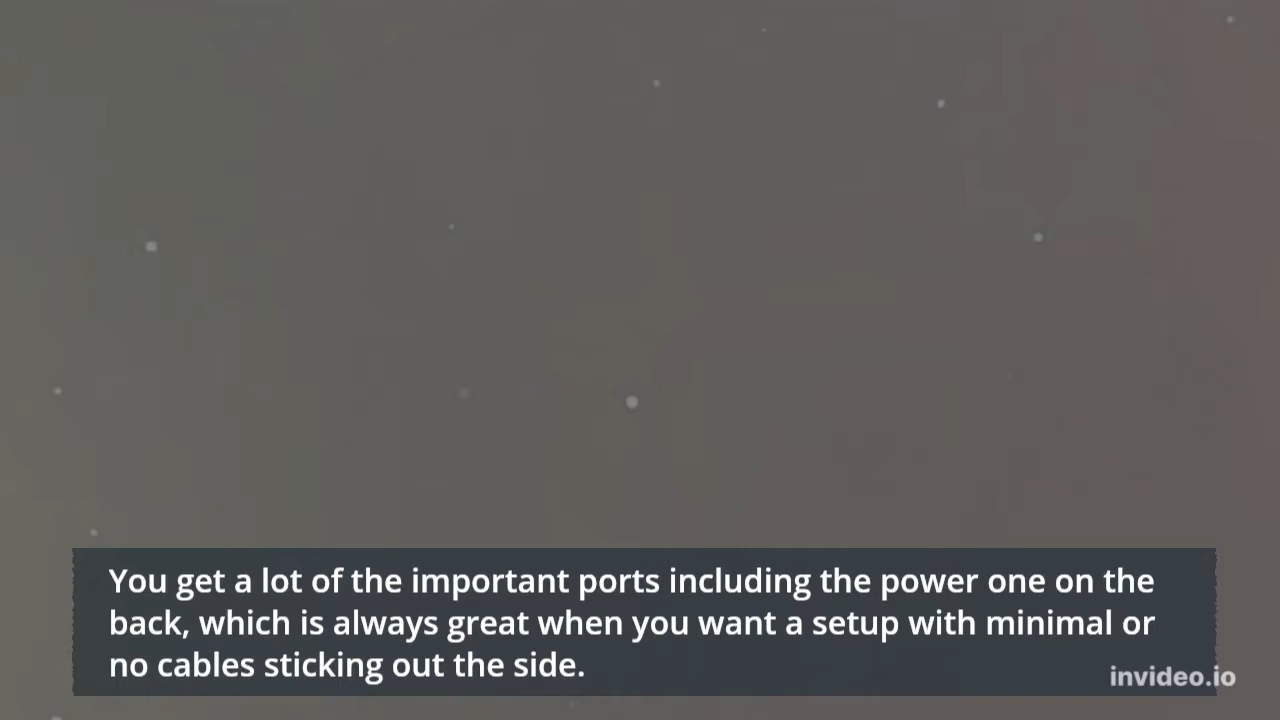 You get a lot of the important ports including the power one on the
back, which is always great when you want a setup with minimal or
no cables sticking out the side.
invideo.io